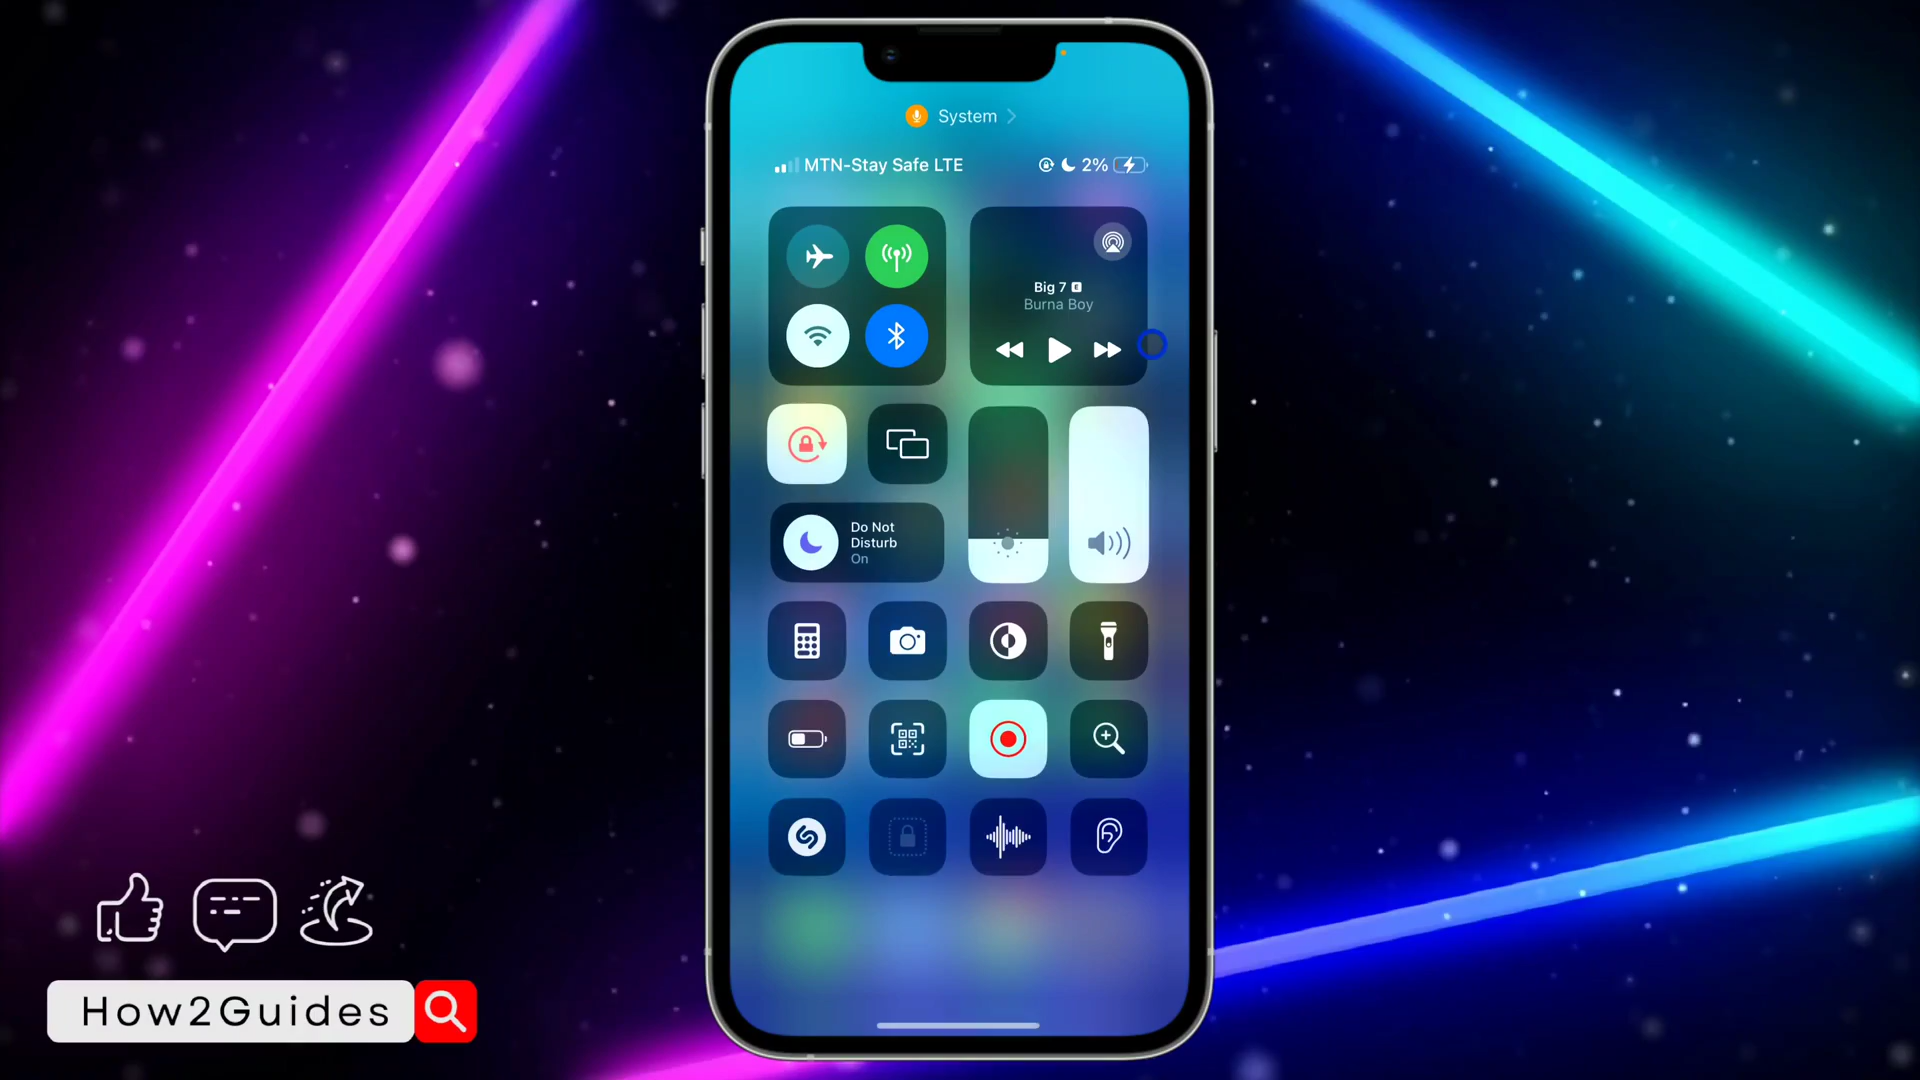 System
MTN-Stay Safe LTE
2%
Big 7 E
Burna Boy
Do Not
Disturb
On
How2Guides